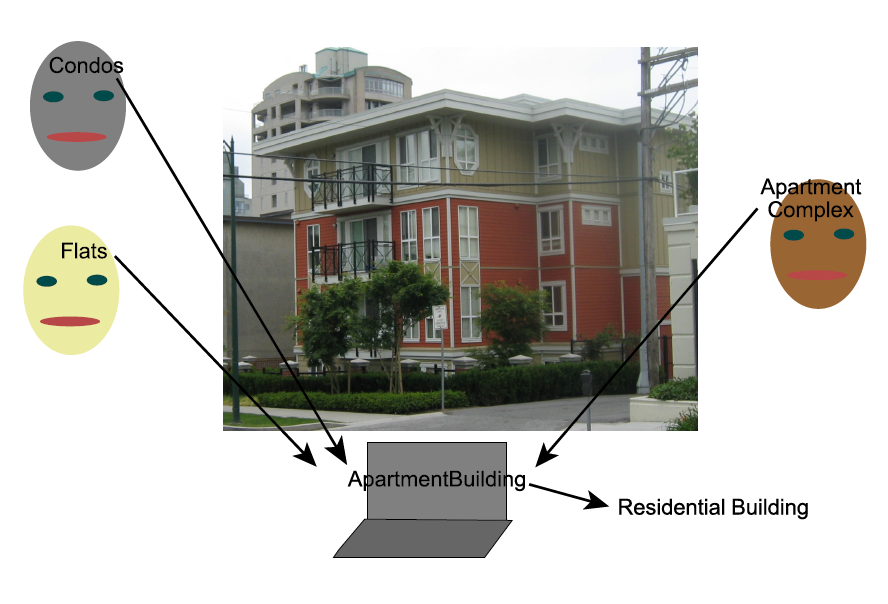 Condos
Apartment
Complex
Flats
ApartmentBuilding
Residential Building